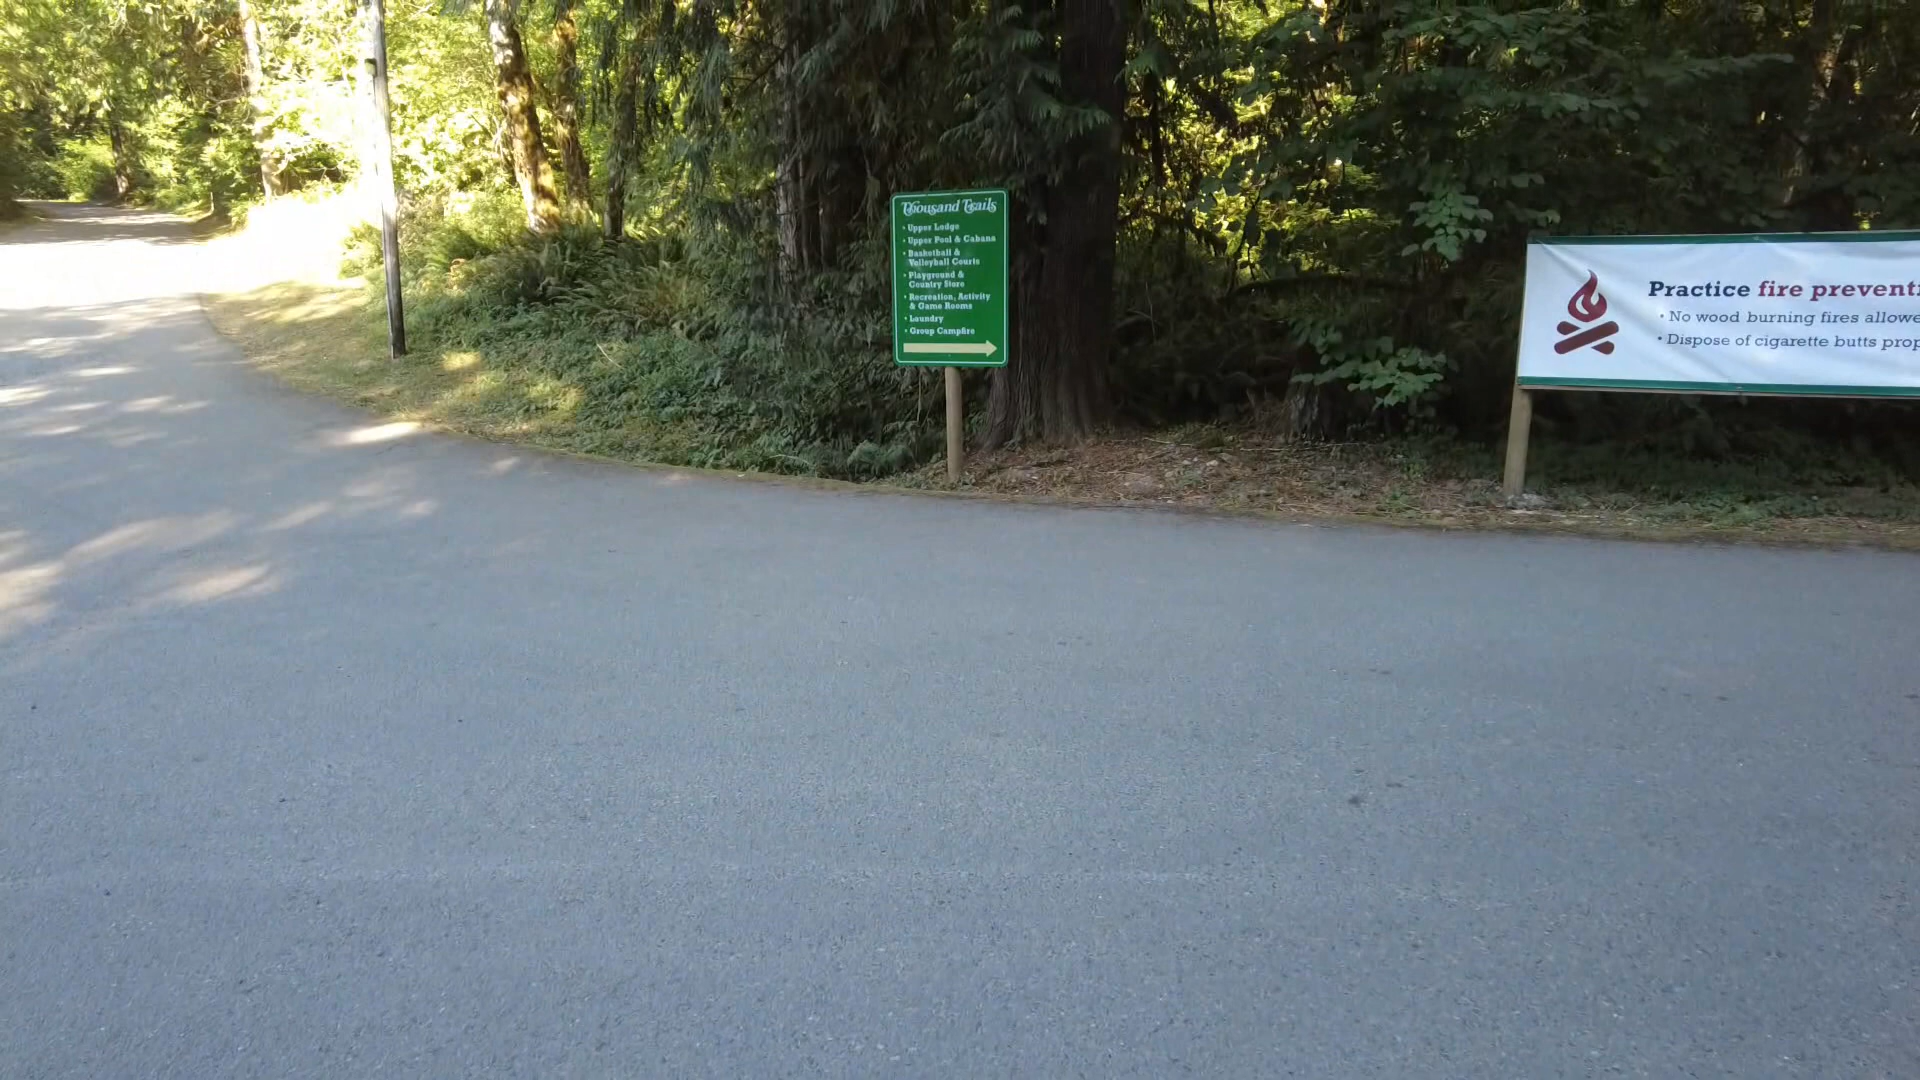 Thousand Trails
• Upper Lodge
• Upper Pool & Cabana
• Basketball &
Volleyball Courts
• Playground &
Country Store
• Recreation, Activity
& Game Rooms
• Laundry
• Group Campfire
Practice fire preventi
• No wood burning fires allowe
• Dispose of cigarette butts prop